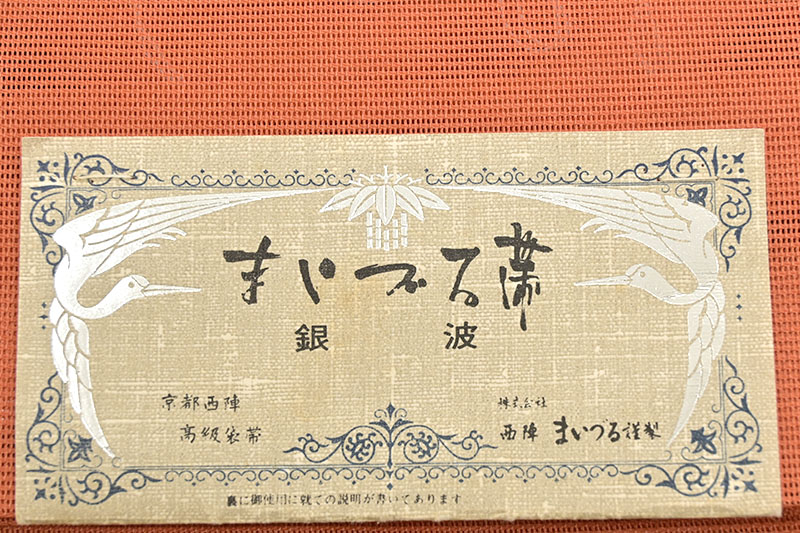 まいづる帯
銀波
京都西陣
高級袋帯
株式会社
西陣 まいづる謹製
裏に御使用に就ての説明が書いてあります